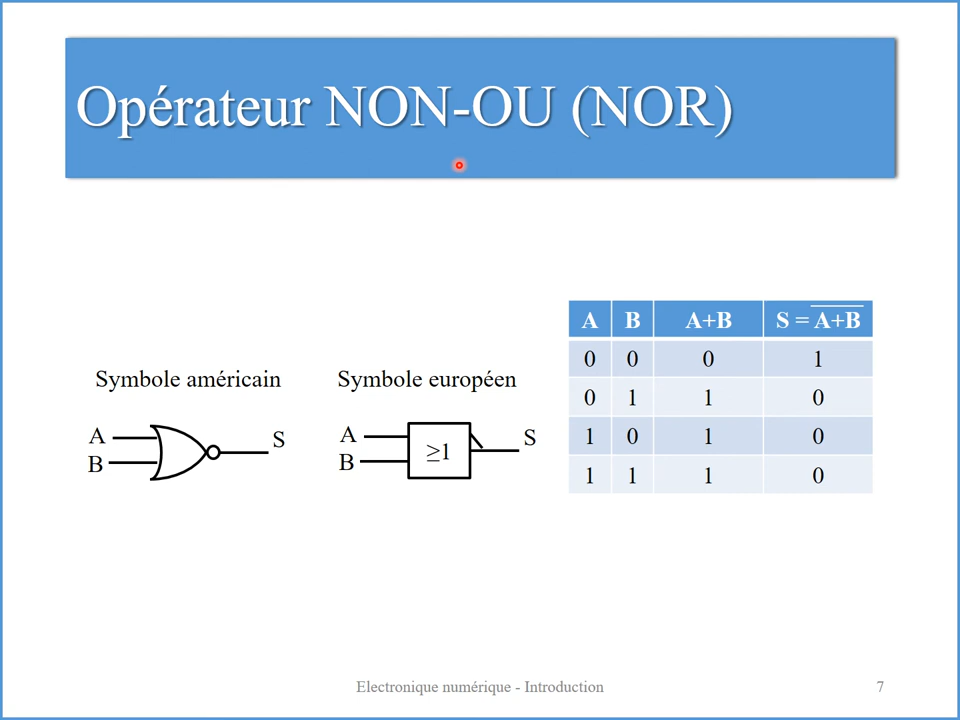 Opérateur NON-OU (NOR)
Symbole américain
A
B
S
Symbole européen
A
B
≥1
S
A B A+B S = A̅+̅B̅
0 0 0 1
0 1 1 0
1 0 1 0
1 1 1 0
Electronique numérique - Introduction
7